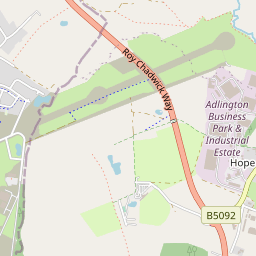 Roy Chadwick Way
Adlington
Business
Park &
Industrial
Estate
Hope
B5092